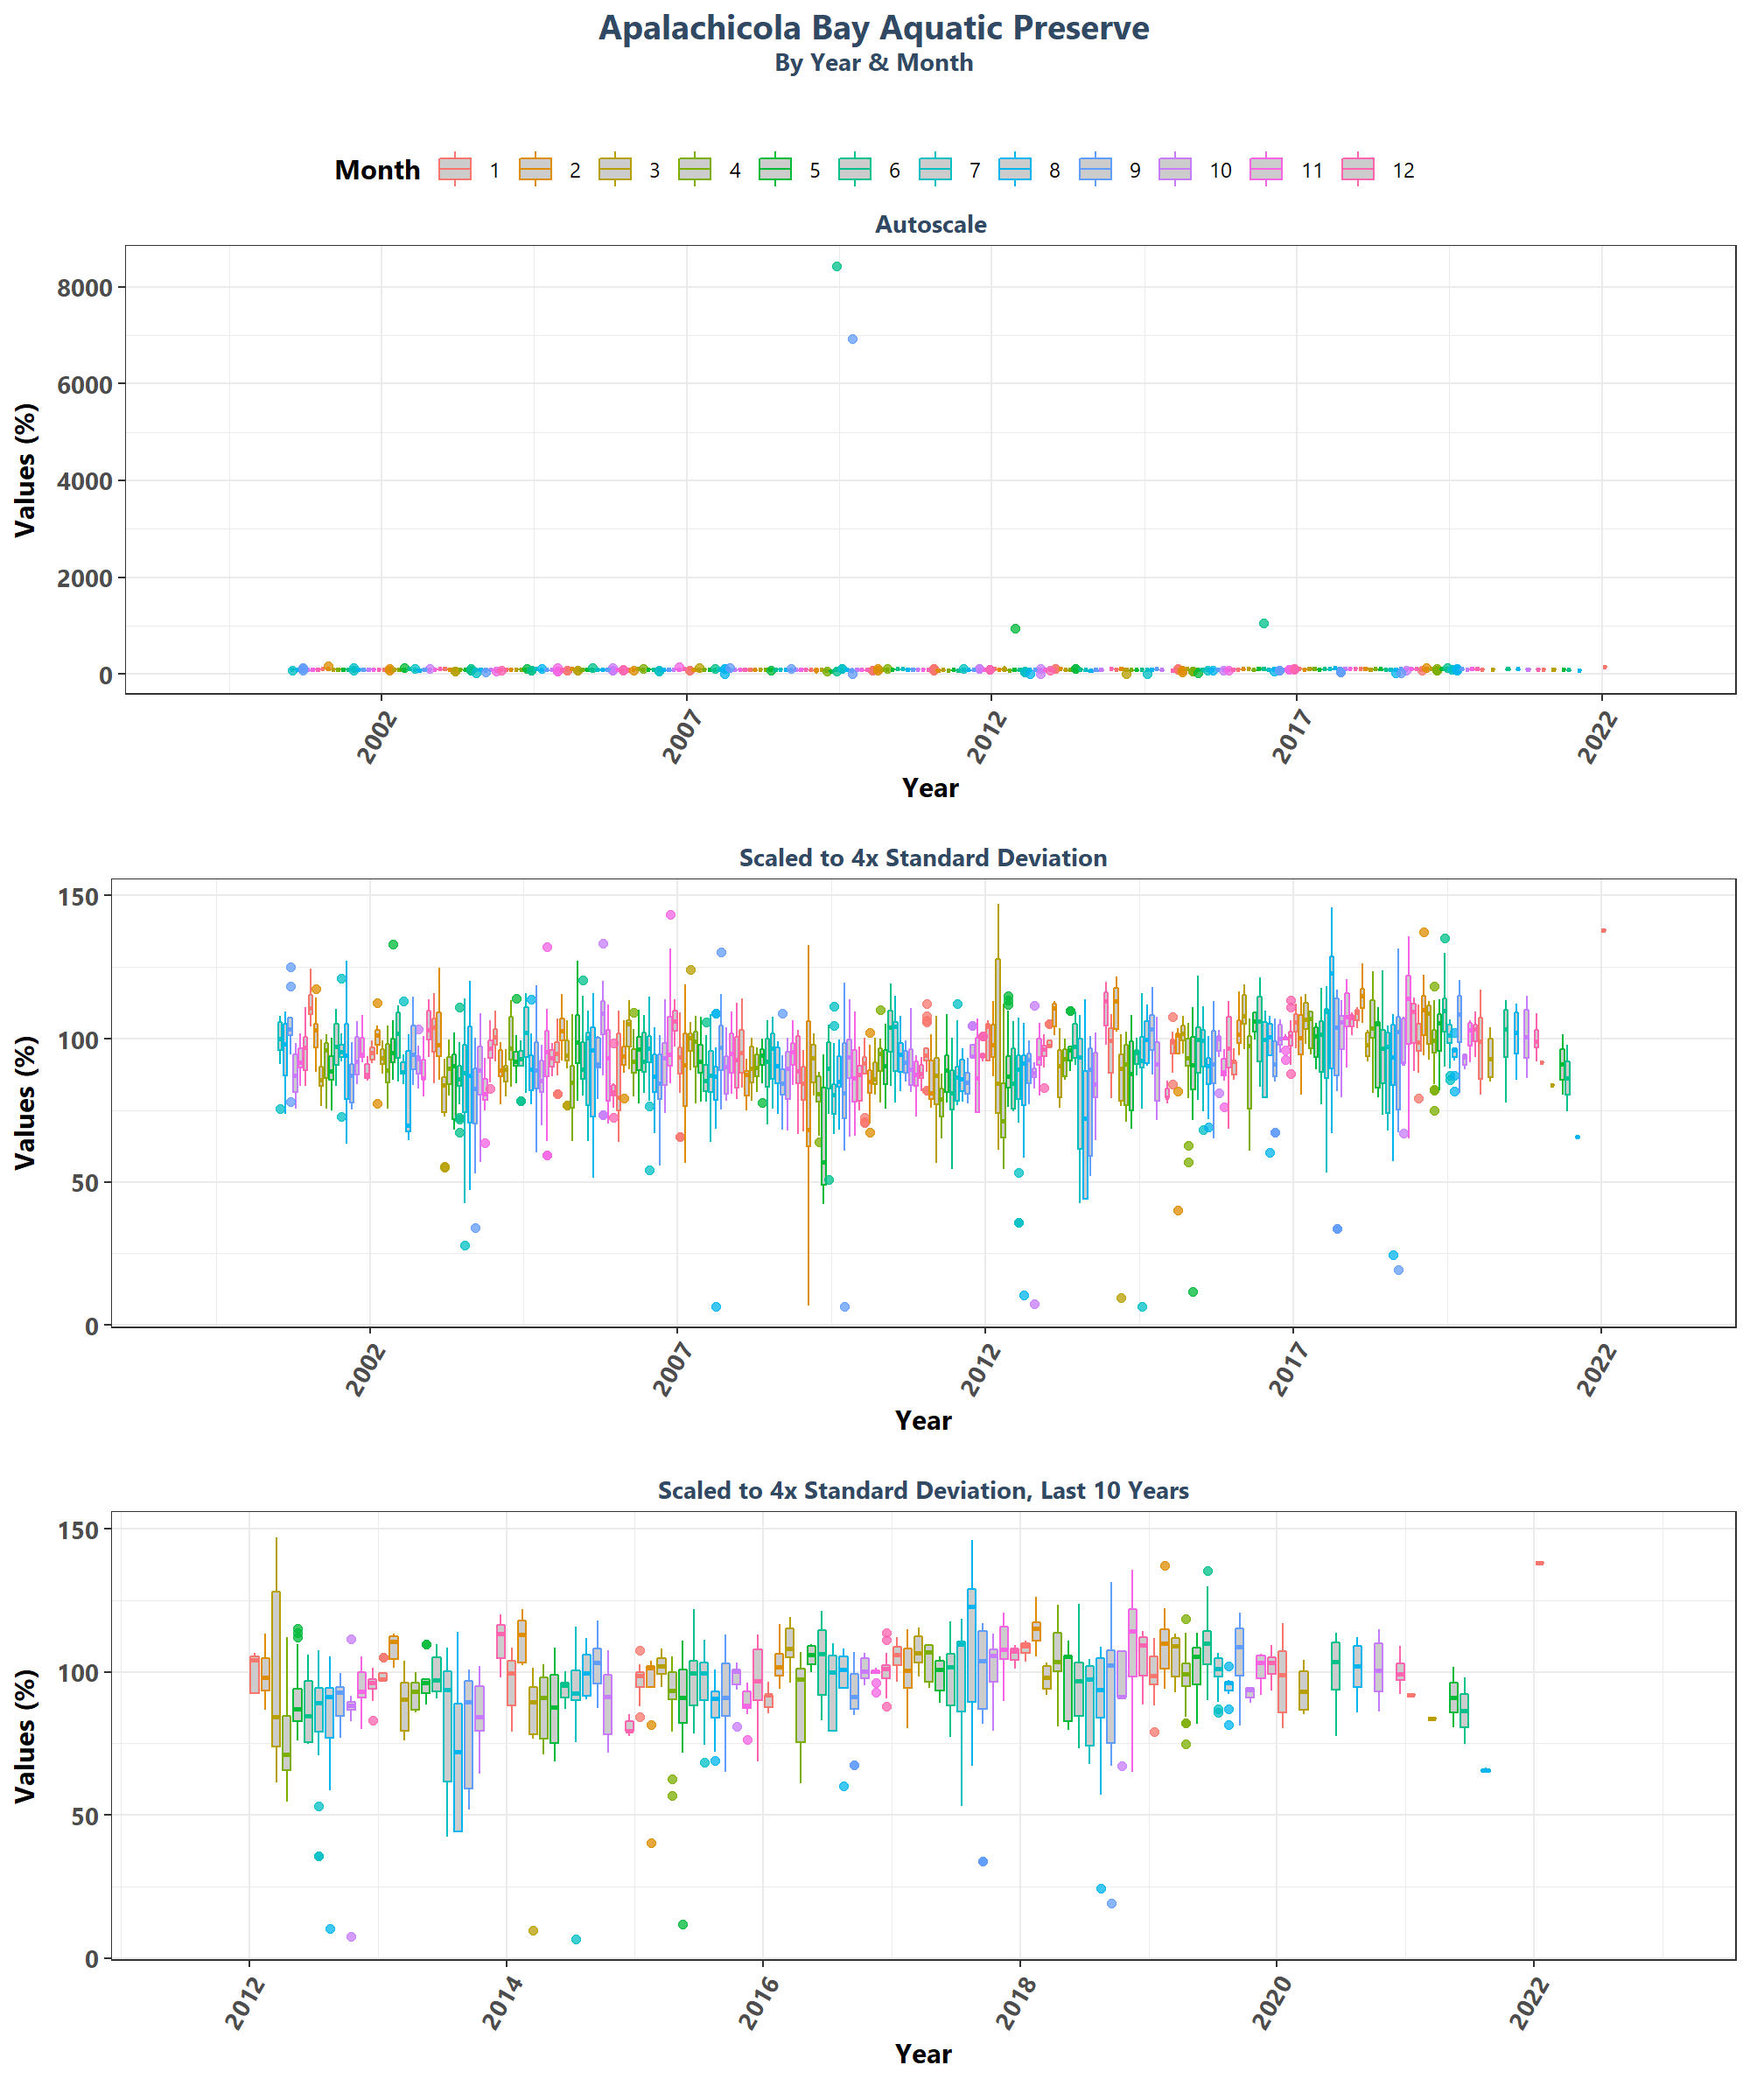 Apalachicola Bay Aquatic Preserve
By Year & Month
Month 1 2 3 4 5 6 7 8 9 10 11 12
Autoscale
Values (%)
8000
6000
4000
2000
0
2002 2007 2012 2017 2022
Year
Scaled to 4x Standard Deviation
Values (%)
150
100
50
0
2002 2007 2012 2017 2022
Year
Scaled to 4x Standard Deviation, Last 10 Years
Values (%)
150
100
50
0
2012 2014 2016 2018 2020 2022
Year